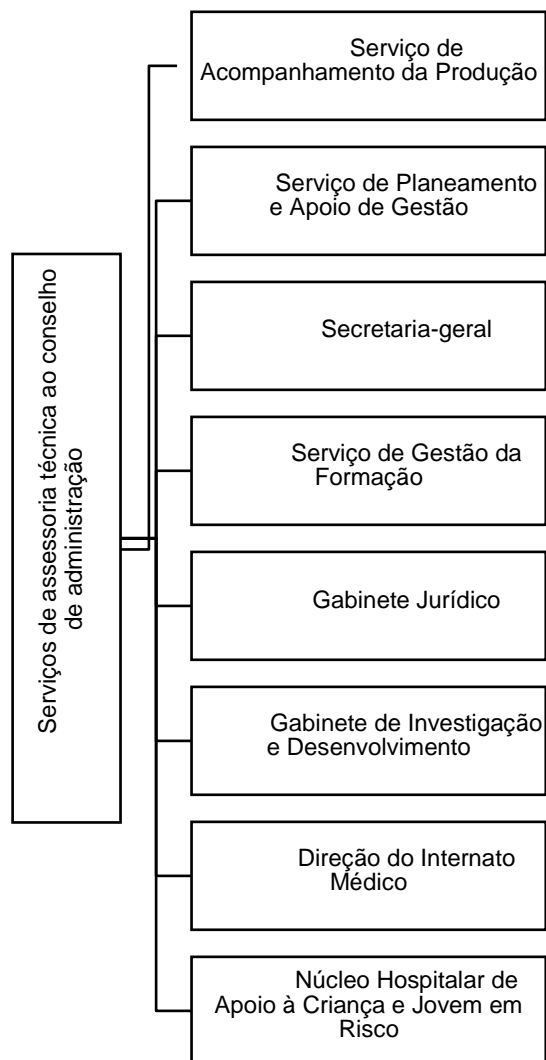 Serviços de assessoria técnica ao conselho
de administração
Serviço de
Acompanhamento da Produção
Serviço de Planeamento
e Apoio de Gestão
Secretaria-geral
Serviço de Gestão da
Formação
Gabinete Jurídico
Gabinete de Investigação
e Desenvolvimento
Direção do Internato
Médico
Núcleo Hospitalar de
Apoio à Criança e Jovem em
Risco